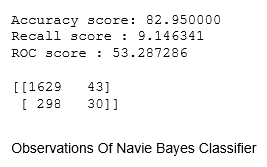 Accuracy score: 82.950000
Recall score : 9.146341
ROC score : 53.287286
[[1629 43]
[ 298 30]]
Observations Of Navie Bayes Classifier